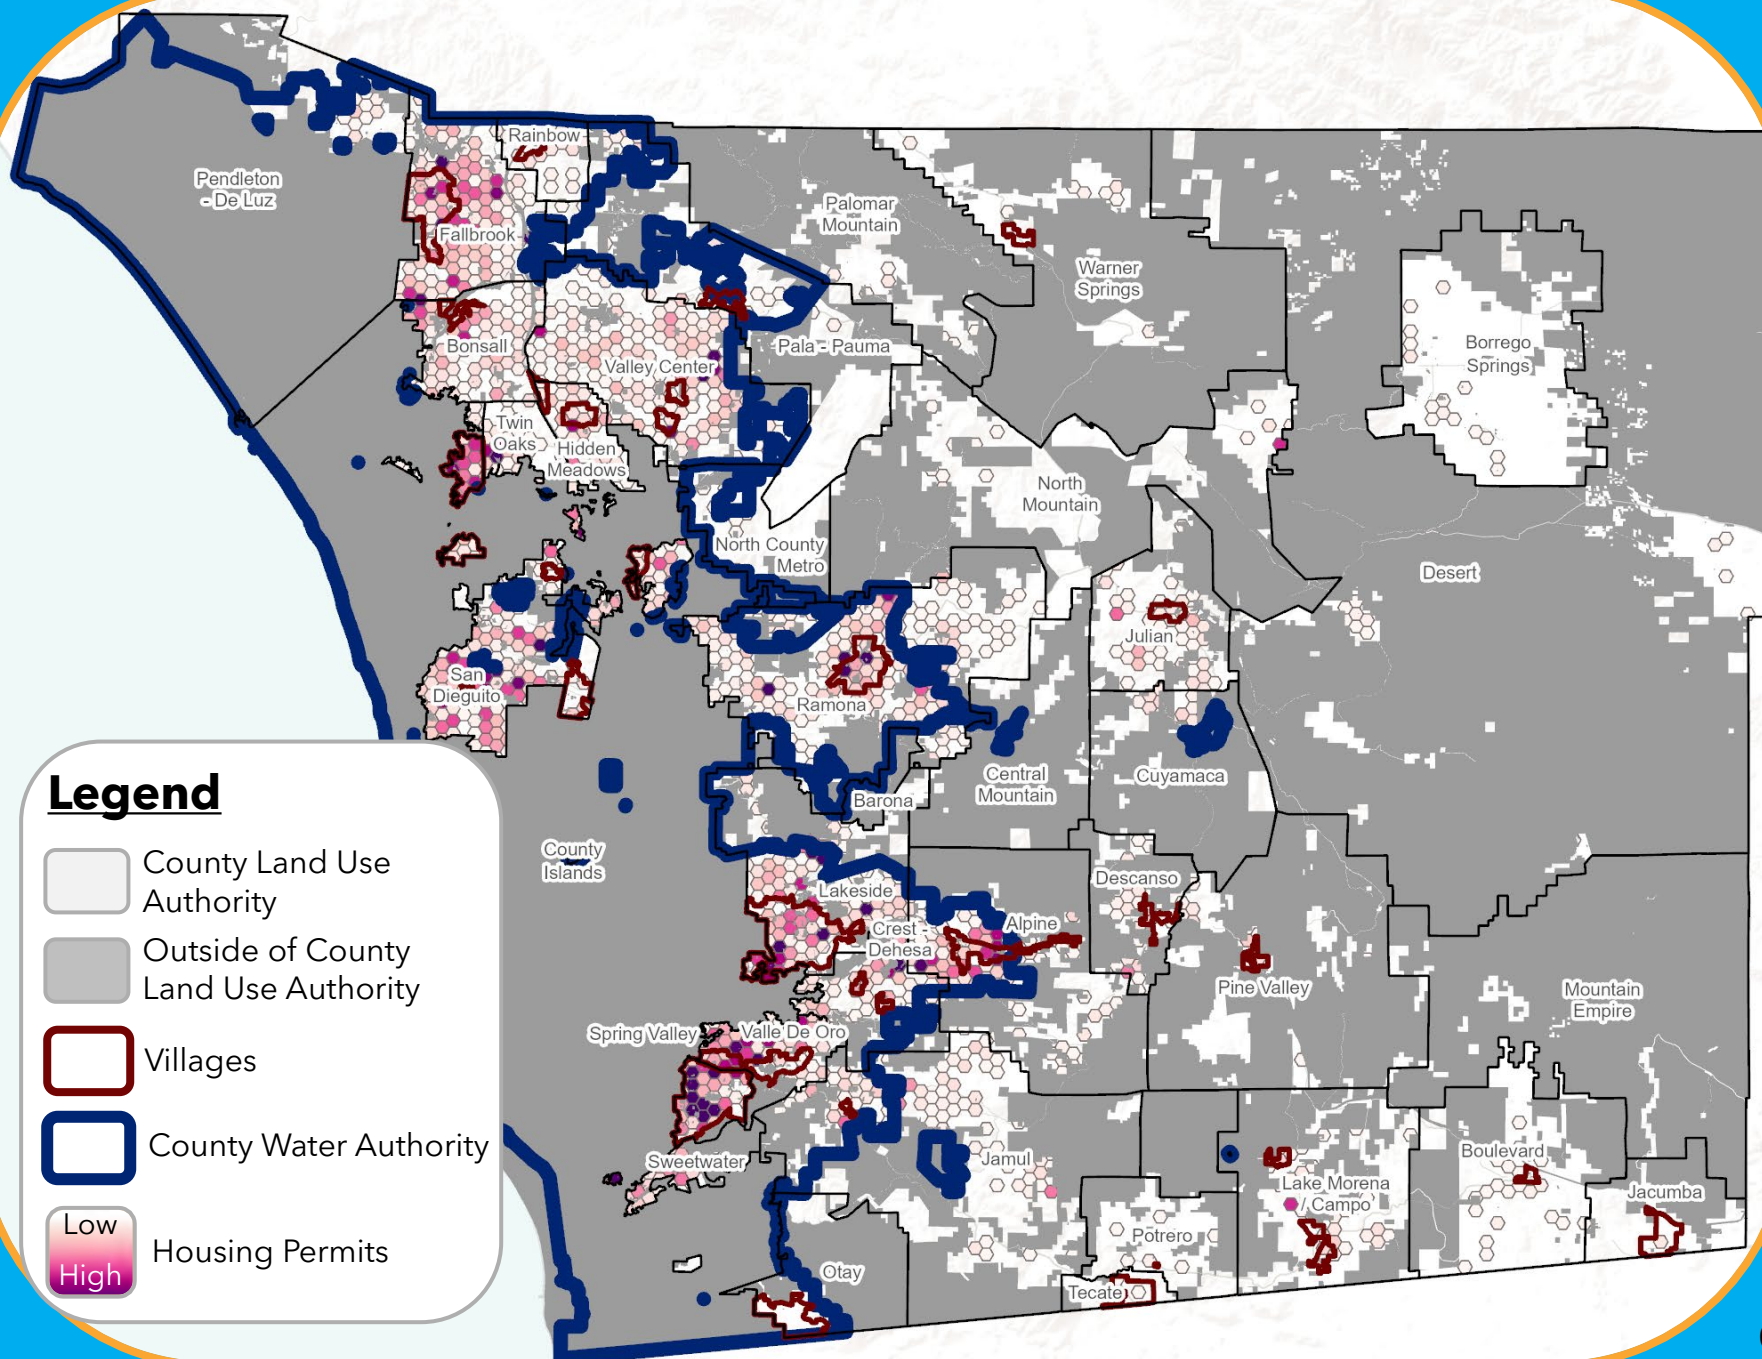 Rainbow
Pendleton
- De Luz
Palomar
Mountain
Fallbrook
Warner
Springs
Bonsall
Pala - Pauma
Borrego
Springs
Valley Center
Twin
Oaks
Hidden
Meadows
North
Mountain
North County
Metro
Desert
Julian
San
Dieguito
Ramona
Central
Mountain
Cuyamaca
Barona
County
Islands
Lakeside
Descanso
Crest -
Dehesa
Alpine
Pine Valley
Mountain
Empire
Spring Valley
Valle De Oro
Sweetwater
Jamul
Boulevard
Lake Morena
/ Campo
Jacumba
Potrero
Otay
Tecate
Legend
County Land Use
Authority
Outside of County
Land Use Authority
Villages
County Water Authority
Low
High
Housing Permits